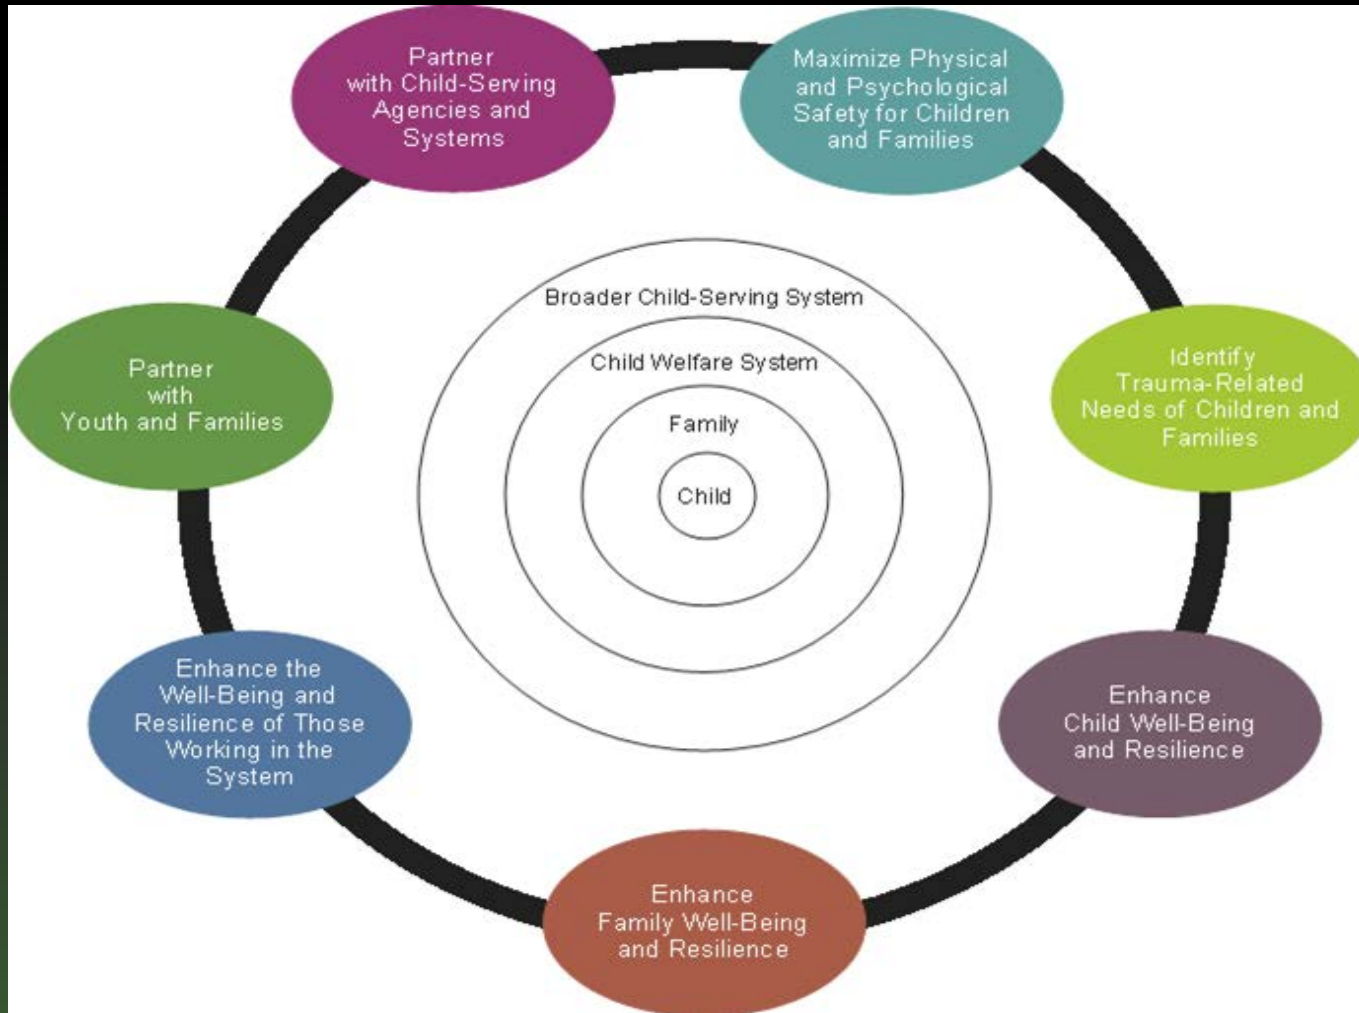 Partner
with Child-Serving
Agencies and
Systems
Maximize Physical
and Psychological
Safety for Children
and Families
Identify
Trauma-Related
Needs of Children and
Families
Enhance
Child Well-Being
and Resilience
Enhance
Family Well-Being
and Resilience
Enhance the
Well-Being and
Resilience of Those
Working in the
System
Partner
with
Youth and Families
Broader Child-Serving System
Child Welfare System
Family
Child